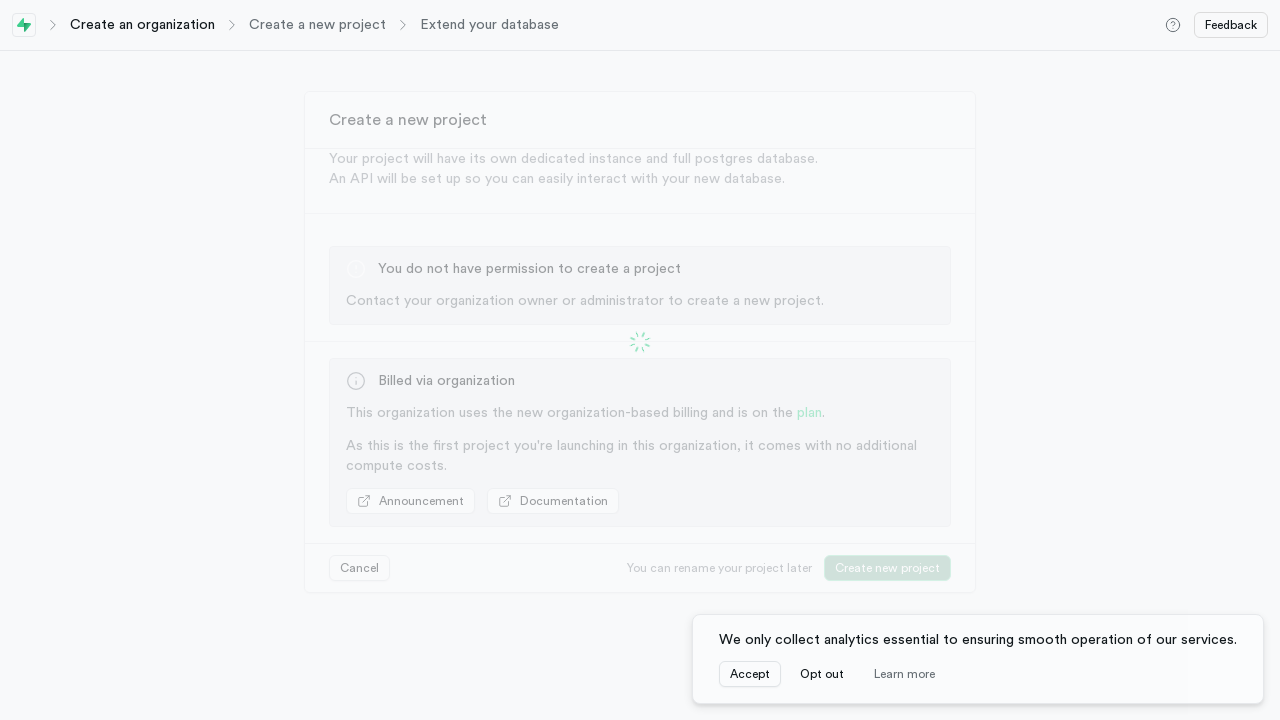 Create an organization
Create a new project
Extend your database
Feedback
Create a new project
Your project will have its own dedicated instance and full postgres database.
An API will be set up so you can easily interact with your new database.
You do not have permission to create a project
Contact your organization owner or administrator to create a new project.
Billed via organization
This organization uses the new organization-based billing and is on the plan.
As this is the first project you're launching in this organization, it comes with no additional
compute costs.
Announcement
Documentation
Cancel
You can rename your project later
Create new project
We only collect analytics essential to ensuring smooth operation of our services.
Accept
Opt out
Learn more